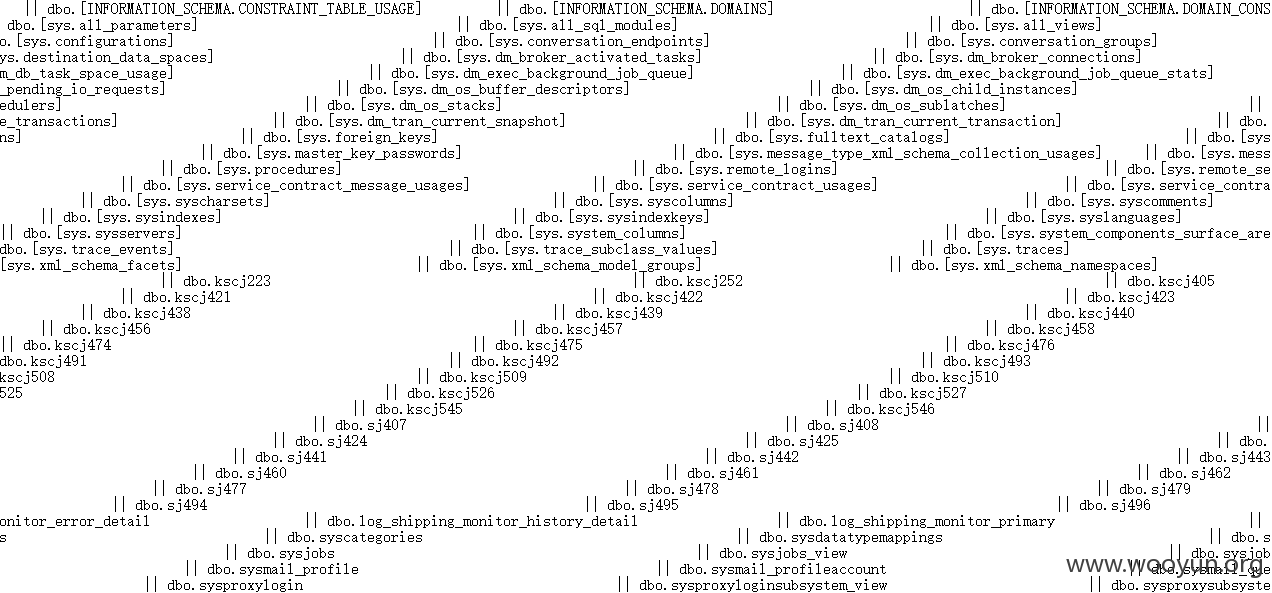 || dbo.[INFORMATION_SCHEMA.CONSTRAINT_TABLE_USAGE] || dbo.[INFORMATION_SCHEMA.DOMAINS] || dbo.[INFORMATION_SCHEMA.DOMAIN_CONS
dbo.[sys.all_parameters] || dbo.[sys.all_sql_modules] || dbo.[sys.all_views]
o.[sys.configurations] || dbo.[sys.conversation_endpoints] || dbo.[sys.conversation_groups]
ys.destination_data_spaces] || dbo.[sys.dm_broker_activated_tasks] || dbo.[sys.dm_broker_connections]
m_db_task_space_usage] || dbo.[sys.dm_exec_background_job_queue] || dbo.[sys.dm_exec_background_job_queue_stats]
_pending_io_requests] || dbo.[sys.dm_os_buffer_descriptors] || dbo.[sys.dm_os_child_instances]
edulers] || dbo.[sys.dm_os_stacks] || dbo.[sys.dm_os_sublatches] ||
e_transactions] || dbo.[sys.dm_tran_current_snapshot] || dbo.[sys.dm_tran_current_transaction] || dbo.
ns] || dbo.[sys.foreign_keys] || dbo.[sys.fulltext_catalogs] || dbo.[sys
|| dbo.[sys.master_key_passwords] || dbo.[sys.message_type_xml_schema_collection_usages] || dbo.[sys.mess
|| dbo.[sys.procedures] || dbo.[sys.remote_logins] || dbo.[sys.remote_se
|| dbo.[sys.service_contract_message_usages] || dbo.[sys.service_contract_usages] || dbo.[sys.service_contra
|| dbo.[sys.syscharsets] || dbo.[sys.syscolumns] || dbo.[sys.syscomments]
|| dbo.[sys.sysindexes] || dbo.[sys.sysindexkeys] || dbo.[sys.syslanguages]
|| dbo.[sys.sysservers] || dbo.[sys.system_columns] || dbo.[sys.system_components_surface_are
dbo.[sys.trace_events] || dbo.[sys.trace_subclass_values] || dbo.[sys.traces]
[sys.xml_schema_facets] || dbo.[sys.xml_schema_model_groups] || dbo.[sys.xml_schema_namespaces]
|| dbo.kscj223 || dbo.kscj252 || dbo.kscj405
|| dbo.kscj421 || dbo.kscj422 || dbo.kscj423
|| dbo.kscj438 || dbo.kscj439 || dbo.kscj440
|| dbo.kscj456 || dbo.kscj457 || dbo.kscj458
|| dbo.kscj474 || dbo.kscj475 || dbo.kscj476
dbo.kscj491 || dbo.kscj492 || dbo.kscj493
kscj508 || dbo.kscj509 || dbo.kscj510
525 || dbo.kscj526 || dbo.kscj527
|| dbo.kscj545 || dbo.kscj546
|| dbo.sj407 || dbo.sj408 ||
|| dbo.sj424 || dbo.sj425 || dbo.
|| dbo.sj441 || dbo.sj442 || dbo.sj443
|| dbo.sj460 || dbo.sj461 || dbo.sj462
|| dbo.sj477 || dbo.sj478 || dbo.sj479
|| dbo.sj494 || dbo.sj495 || dbo.sj496
onitor_error_detail || dbo.log_shipping_monitor_history_detail || dbo.log_shipping_monitor_primary ||
s || dbo.syscategories || dbo.sysdatatypemappings || dbo.s
|| dbo.sysjobs || dbo.sysjobs_view || dbo.sysjob
|| dbo.sysmail_profile || dbo.sysmail_profileaccount || dbo.sysmail_que
|| dbo.sysproxylogin || dbo.sysproxyloginsubsystem_view || dbo.sysproxysubsyste
www.wooyun.org